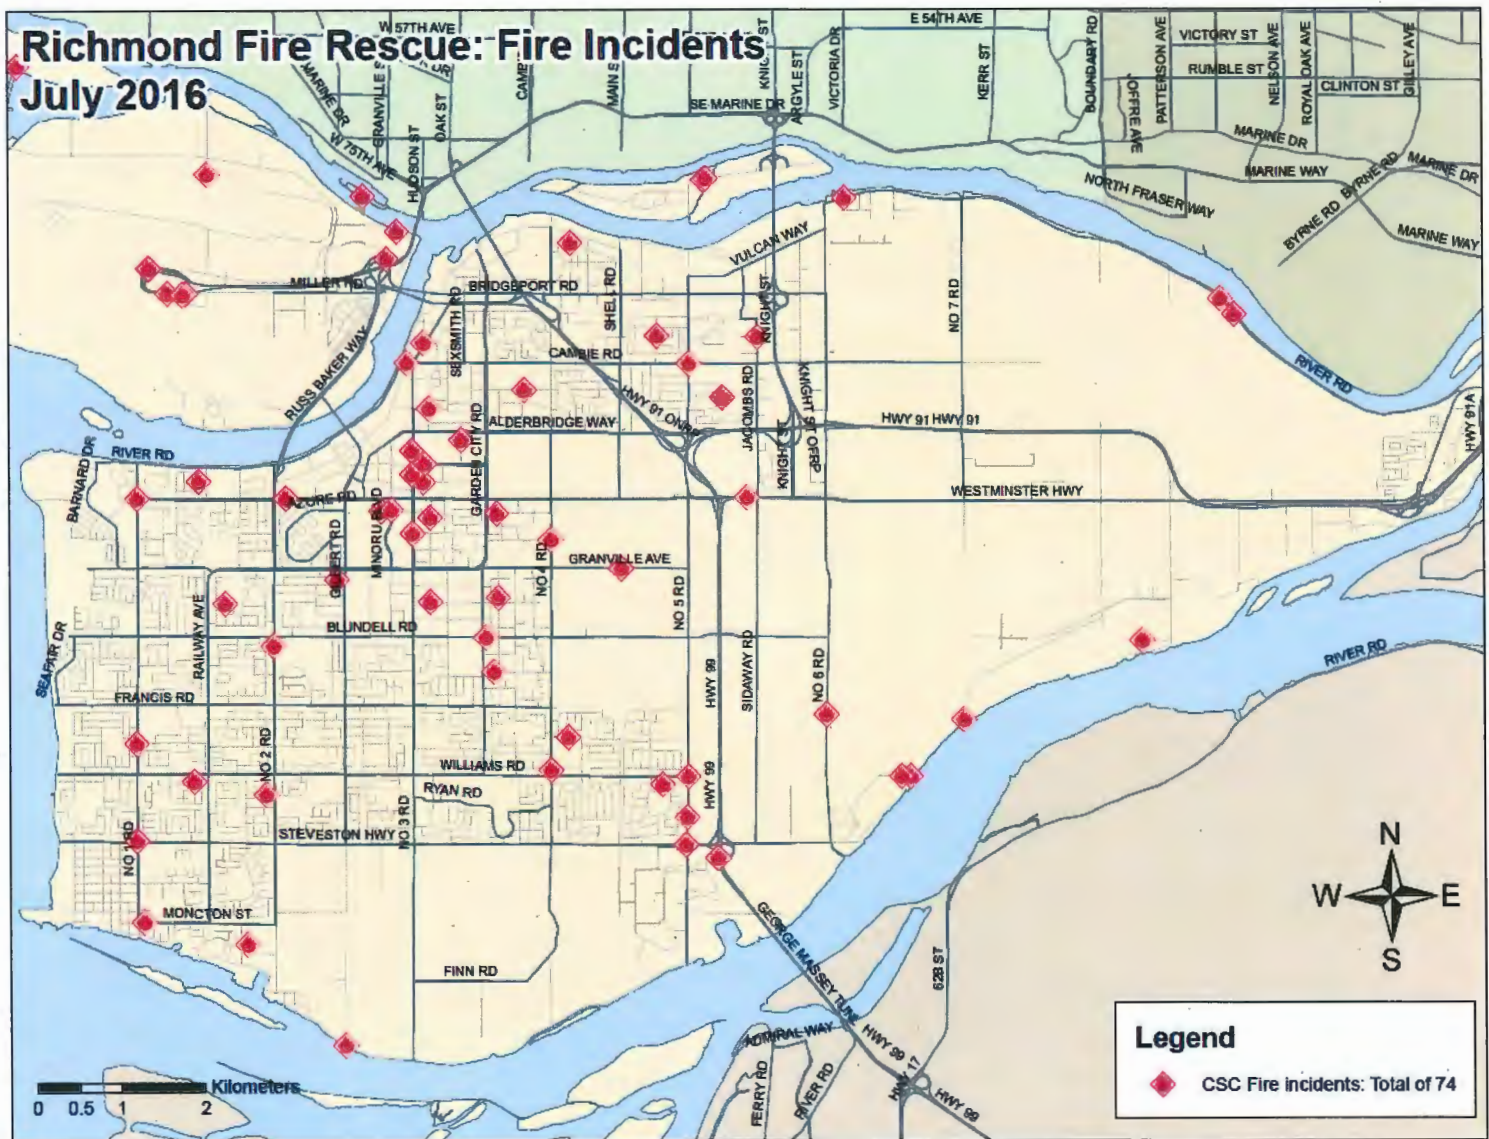 Richmond Fire Rescue: Fire Incidents
July 2016
W 57TH AVE
E 54TH AVE
VICTORY ST
RUMBLE ST
CLINTON ST
MARINE DR
GRANVILLE S
OAK ST
CAMB
MAIN S
KNIG ST
ARGYLE ST
VICTORIA DR
KERR ST
BOUNDARY RD
JOFFRE AVE
PATTERSON AVE
NELSON AVE
ROYAL OAK AVE
GILLEY AVE
SE MARINE DR
W 75TH AVE
HUDSON ST
MARINE DR
MARINE WAY
BYRNE RD
MARINE DR
NORTH FRASER WAY
BYRNE RD
MARINE WAY
VULCAN WAY
MILLER RD
BRIDGEPORT RD
SEXSMITH RD
SHELL RD
KNIGHT ST
NO 7 RD
CAMBIE RD
RUSS BAKER WAY
RIVER RD
HWY 91 ONRP
JACOBS RD
KNIGHT ST OFRP
HWY 91A
ALDERBRIDGE WAY
HWY 91 HWY 91
KNIGHT ST
GARDEN CITY RD
RIVER RD
BARNARD DR
AZURE RD
WESTMINSTER HWY
GILBERT RD
MINORU BLVD
NO 4 RD
GRANVILLE AVE
NO 5 RD
RAILWAY AVE
BLUNDELL RD
SEAFAIR DR
HWY 99
SIDAWAY RD
NO 6 RD
RIVER RD
FRANCIS RD
NO 2 RD
WILLIAMS RD
HWY 99
RYAN RD
NO 3 RD
STEVESTON HWY
NO 1 RD
MONCTON ST
FINN RD
GEORGE MASSEY TUNL
62B ST
ADMIRAL WAY
HWY 99
HWY 17
HWY 99
FERRY RD
RIVER RD
N
W E
S
Legend
CSC Fire incidents: Total of 74
Kilometers
0 0.5 1 2